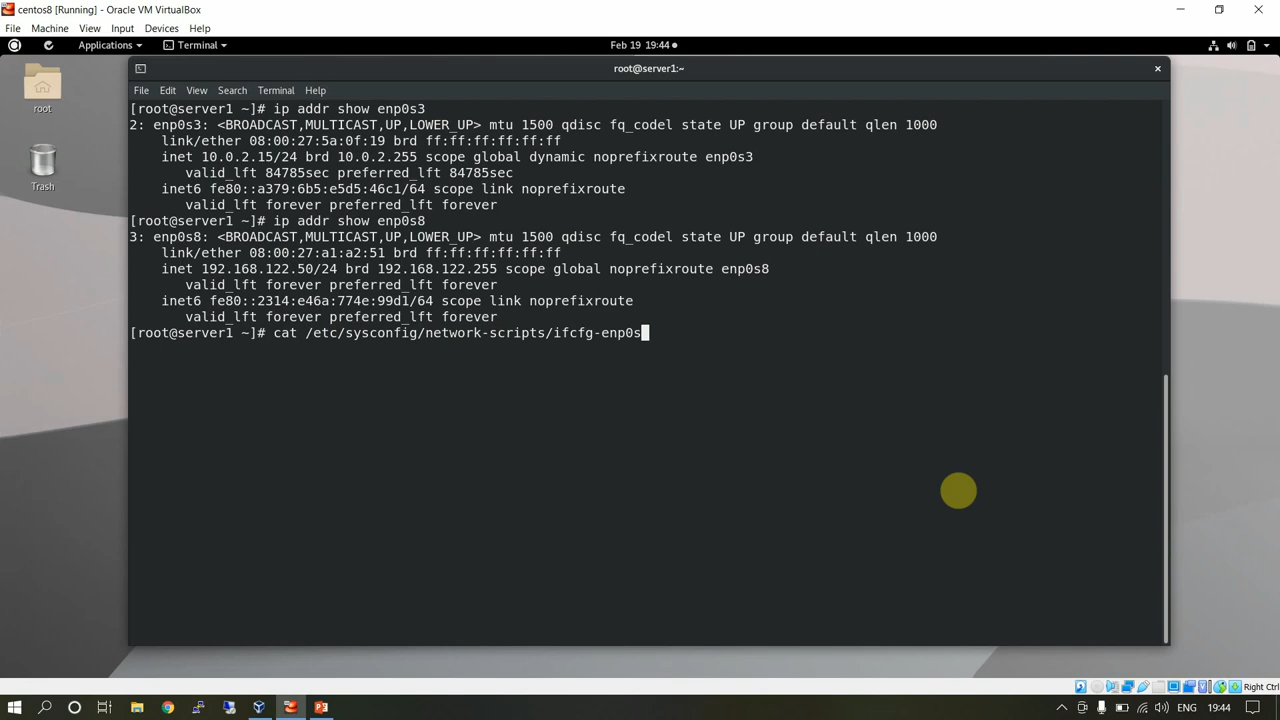 centos8 [Running] - Oracle VM VirtualBox
File Machine View Input Devices Help
Applications Terminal Feb 19 19:44
root@server1:~
File Edit View Search Terminal Help
root
Trash
[root@server1 ~]# ip addr show enp0s3
2: enp0s3: <BROADCAST,MULTICAST,UP,LOWER_UP> mtu 1500 qdisc fq_codel state UP group default qlen 1000
link/ether 08:00:27:5a:0f:19 brd ff:ff:ff:ff:ff:ff
inet 10.0.2.15/24 brd 10.0.2.255 scope global dynamic noprefixroute enp0s3
valid_lft 84785sec preferred_lft 84785sec
inet6 fe80::a379:6b5:e5d5:46c1/64 scope link noprefixroute
valid_lft forever preferred_lft forever
[root@server1 ~]# ip addr show enp0s8
3: enp0s8: <BROADCAST,MULTICAST,UP,LOWER_UP> mtu 1500 qdisc fq_codel state UP group default qlen 1000
link/ether 08:00:27:a1:a2:51 brd ff:ff:ff:ff:ff:ff
inet 192.168.122.50/24 brd 192.168.122.255 scope global noprefixroute enp0s8
valid_lft forever preferred_lft forever
inet6 fe80::2314:e46a:774e:99d1/64 scope link noprefixroute
valid_lft forever preferred_lft forever
[root@server1 ~]# cat /etc/sysconfig/network-scripts/ifcfg-enp0s
Right Ctrl
ENG 19:44